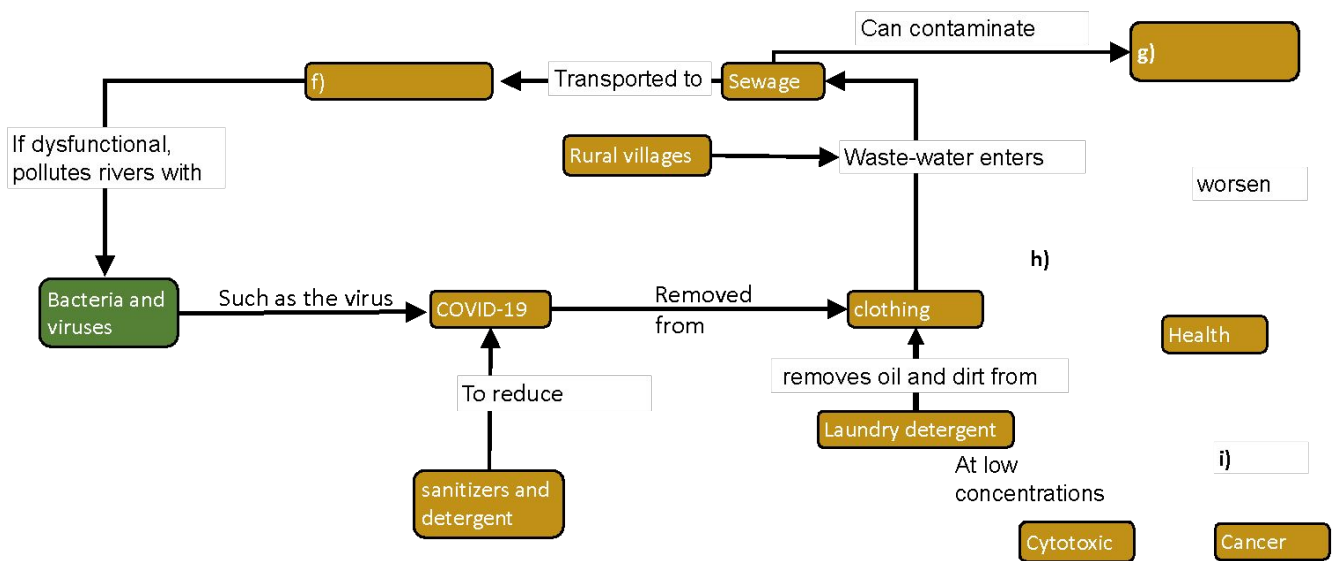 Can contaminate
g)
f)
Transported to
Sewage
If dysfunctional,
pollutes rivers with
Rural villages
Waste-water enters
worsen
h)
Bacteria and
viruses
Such as the virus
COVID-19
Removed
from
clothing
Health
To reduce
removes oil and dirt from
Laundry detergent
At low
concentrations
i)
sanitizers and
detergent
Cytotoxic
Cancer